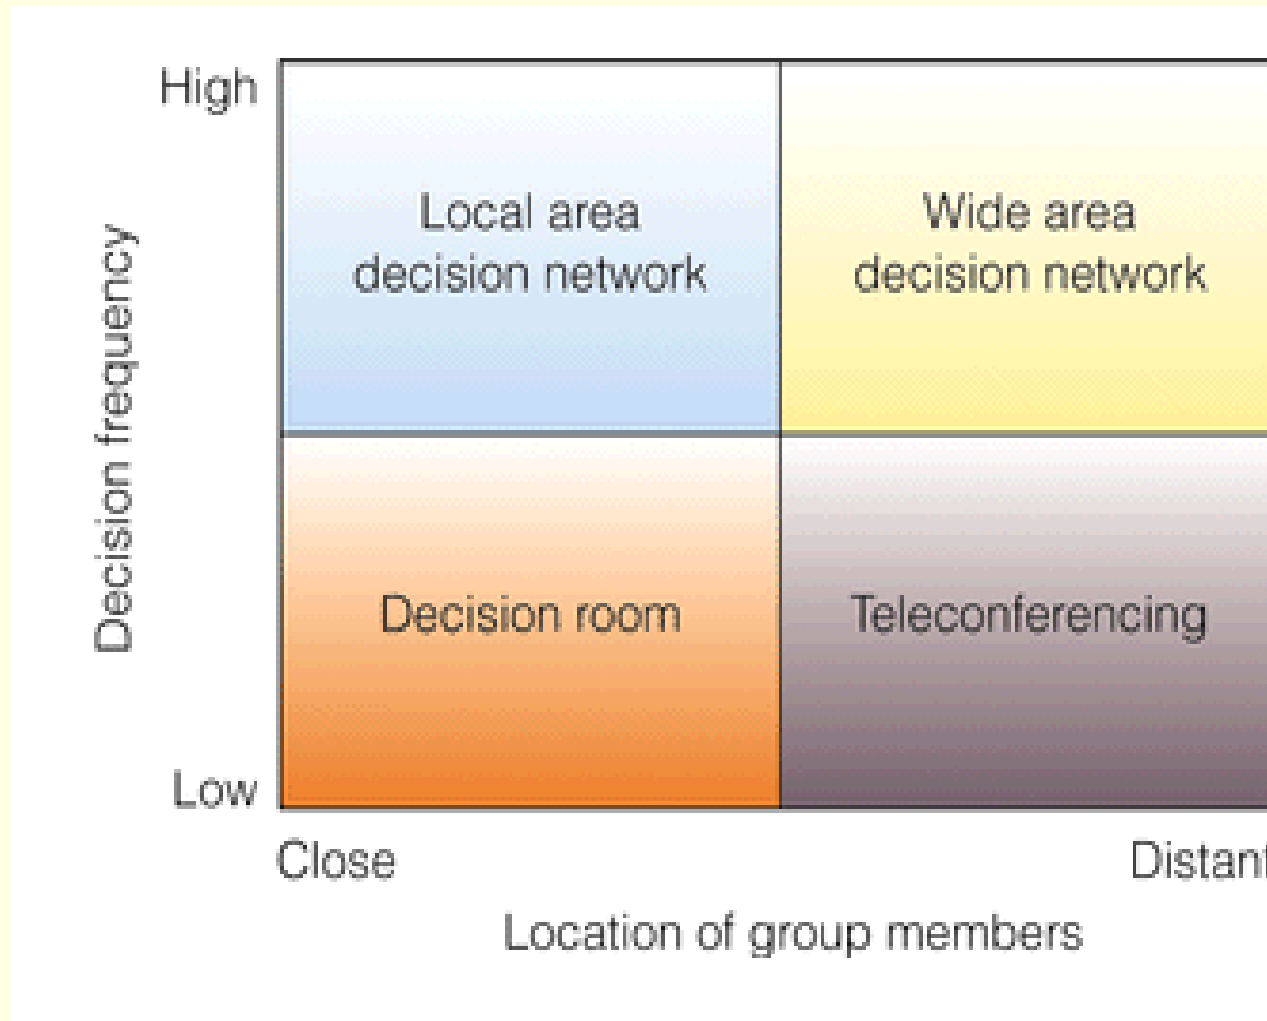 High
Local area
decision network
Wide area
decision network
Decision frequency
Decision room
Teleconferencing
Low
Close
Distant
Location of group members